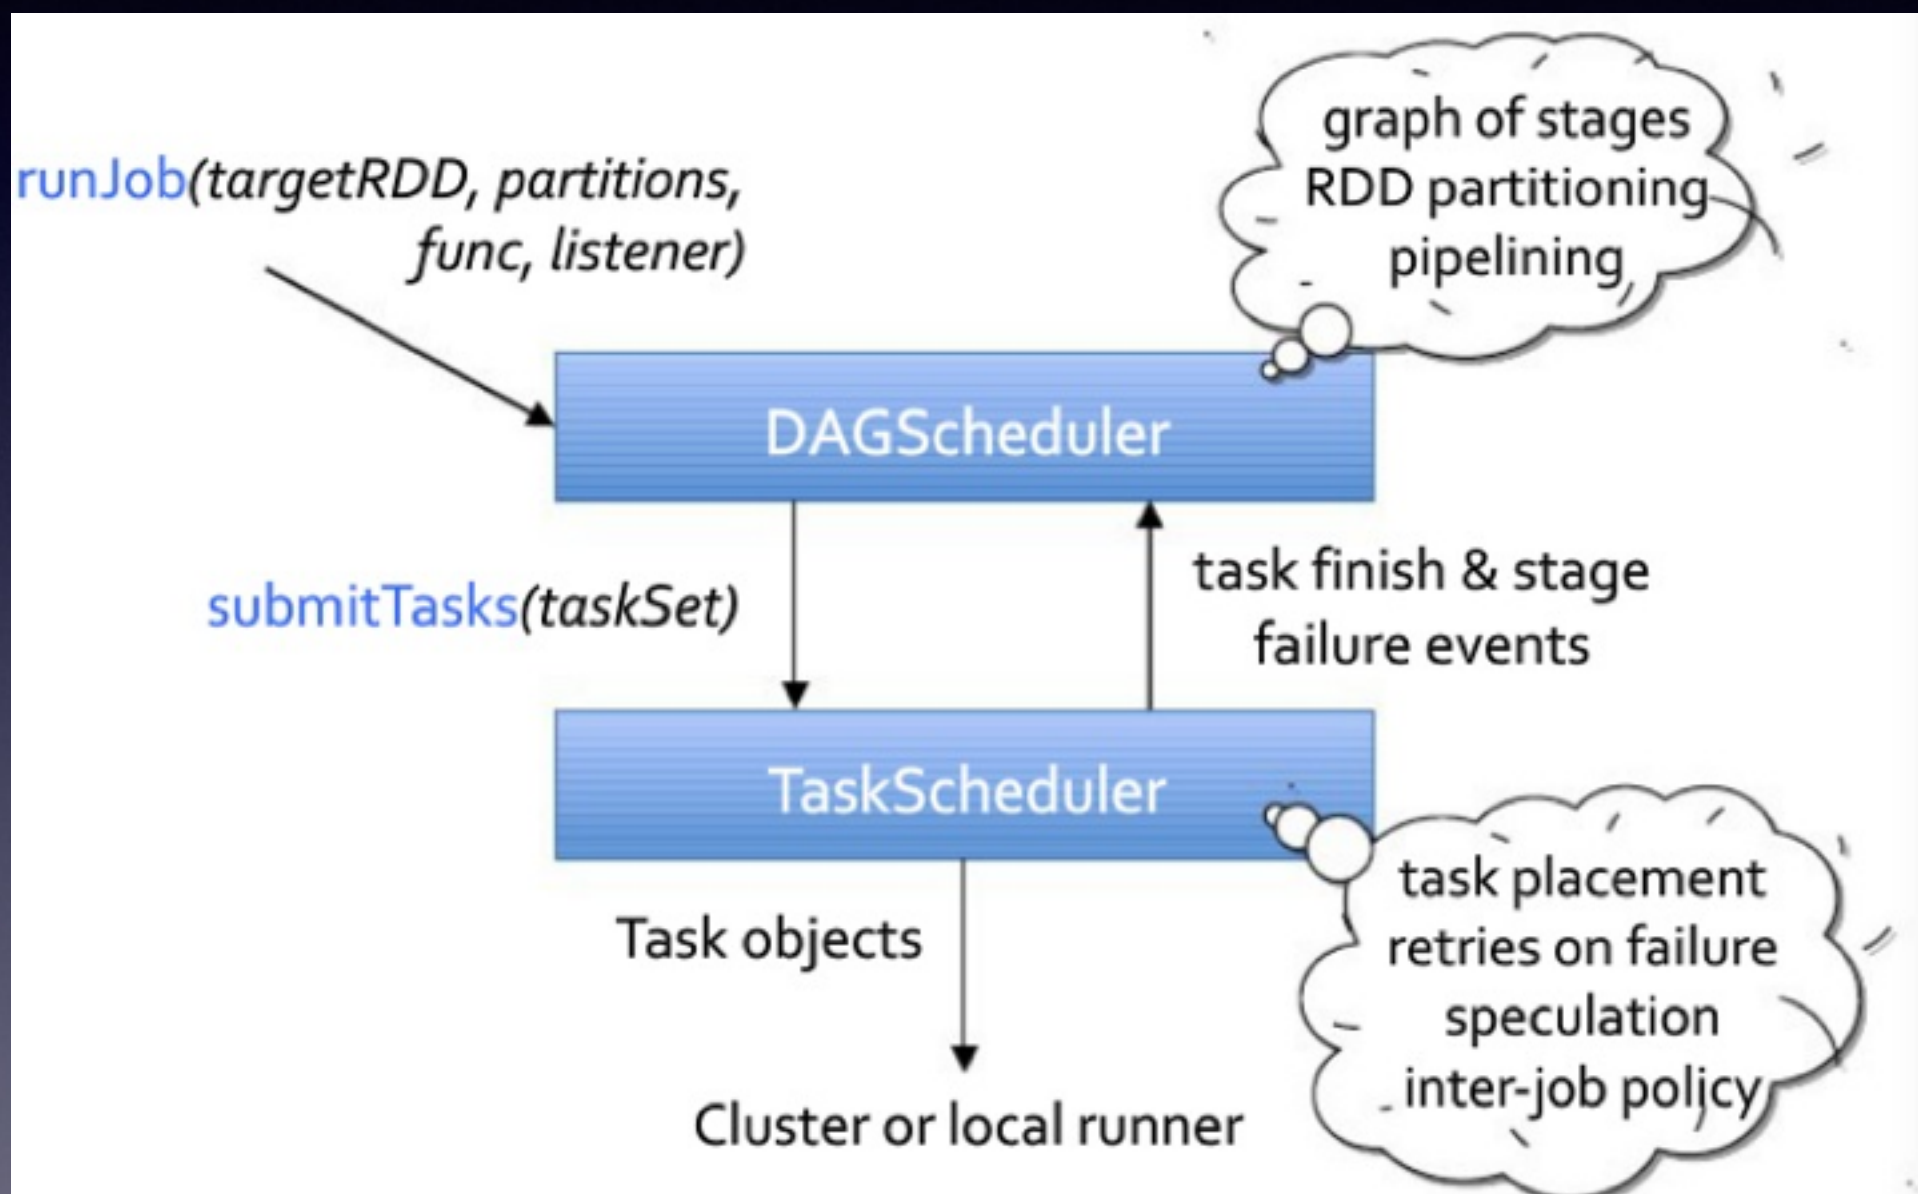 runJob(targetRDD, partitions,
func, listener)
graph of stages
RDD partitioning
pipelining
DAGScheduler
submitTasks(taskSet)
task finish & stage
failure events
TaskScheduler
Task objects
task placement
retries on failure
speculation
inter-job policy
Cluster or local runner